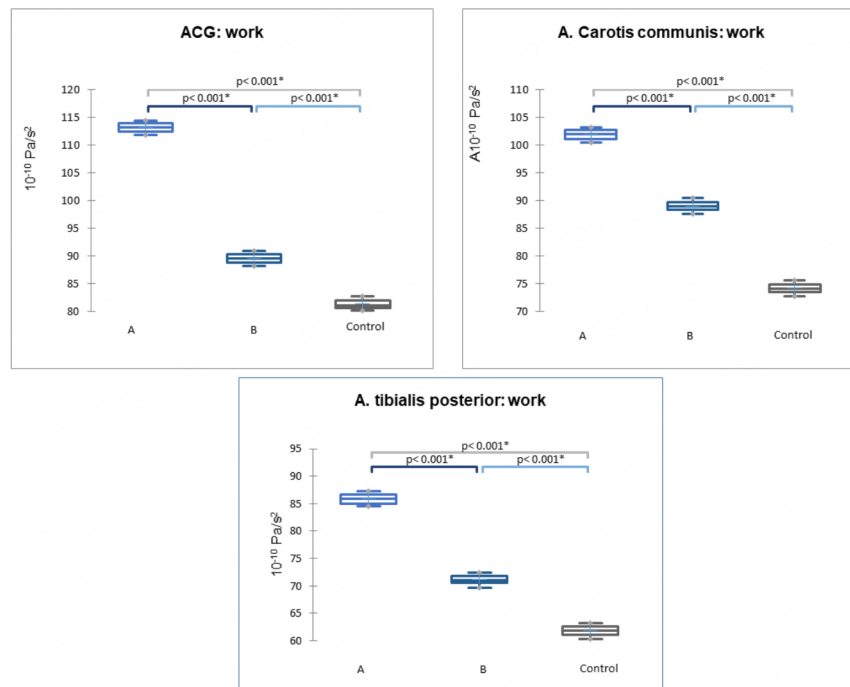 ACG: work
p< 0.001*
p< 0.001*
p< 0.001*
10⁻¹⁰ Pa/s²
120
115
110
105
100
95
90
85
80
A
B
Control
A. Carotis communis: work
p< 0.001*
p< 0.001*
p< 0.001*
A10⁻¹⁰ Pa/s²
110
105
100
95
90
85
80
75
70
A
B
Control
A. tibialis posterior: work
p< 0.001*
p< 0.001*
p< 0.001*
10⁻¹⁰ Pa/s²
95
90
85
80
75
70
65
60
A
B
Control